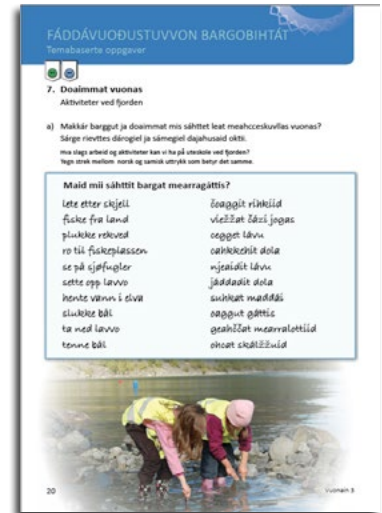 FÁDDÁVUOĐUSTUVVON BARGOBIHTÁT
Temabaserte oppgaver
7. Doaimmat vuonas
Aktiviteter ved fjorden
a) Makkár barggut ja doaimmat mis sáhttet leat meahcceskuvllas vuonas?
Sárge rievttes dárogiel ja sámegiel dajahusaid oktii.
Hva slags arbeid og aktiviteter kan vi ha på uteskole ved fjorden?
Tegn strek mellom norsk og samisk uttrykk som betyr det samme.
Maid mii sáhttit bargat mearragáttis?
lete etter skjell čoaggit rihkiid
fiske fra land viežžat čázi jogas
plukke rekved cegget lávu
ro til fiskeplassen cahkkehit dola
se på sjøfugler njeaidit lávu
sette opp lavvo jáddadit dola
hente vann i elva suhkat maddái
slukke bål oaggut gáttis
ta ned lavvo geahččat mearralottiid
tenne bål ohcat skálžžuid
20 Vuonain 3